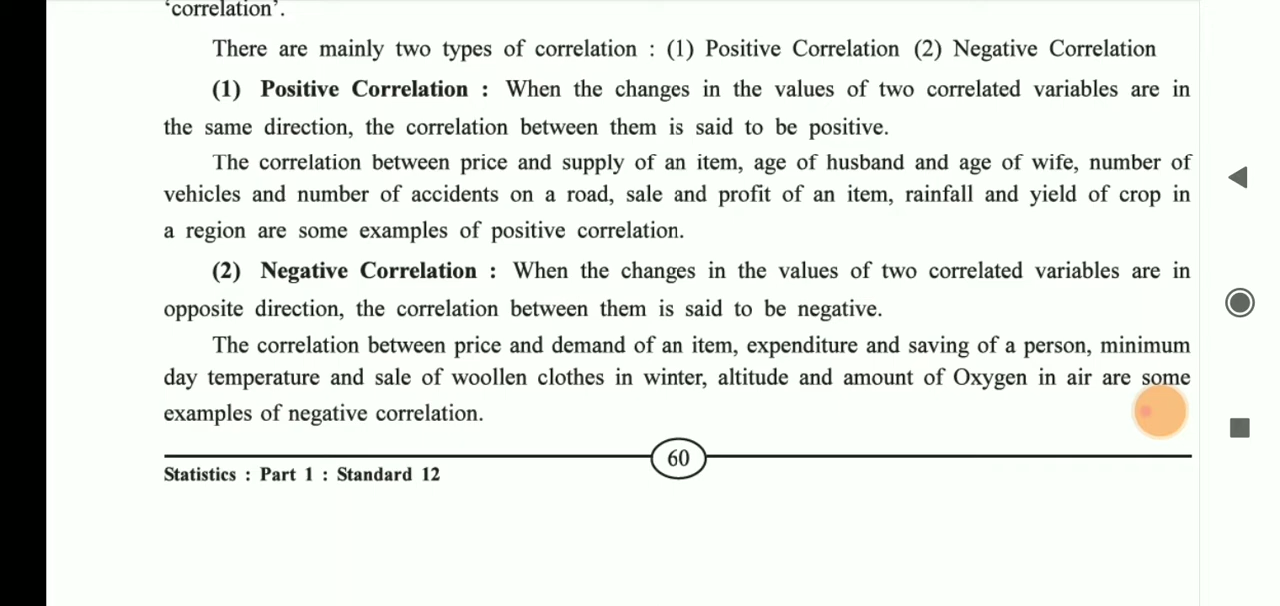 ‘correlation’.
There are mainly two types of correlation : (1) Positive Correlation (2) Negative Correlation
(1) Positive Correlation : When the changes in the values of two correlated variables are in
the same direction, the correlation between them is said to be positive.
The correlation between price and supply of an item, age of husband and age of wife, number of
vehicles and number of accidents on a road, sale and profit of an item, rainfall and yield of crop in
a region are some examples of positive correlation.
(2) Negative Correlation : When the changes in the values of two correlated variables are in
opposite direction, the correlation between them is said to be negative.
The correlation between price and demand of an item, expenditure and saving of a person, minimum
day temperature and sale of woollen clothes in winter, altitude and amount of Oxygen in air are some
examples of negative correlation.
60
Statistics : Part 1 : Standard 12